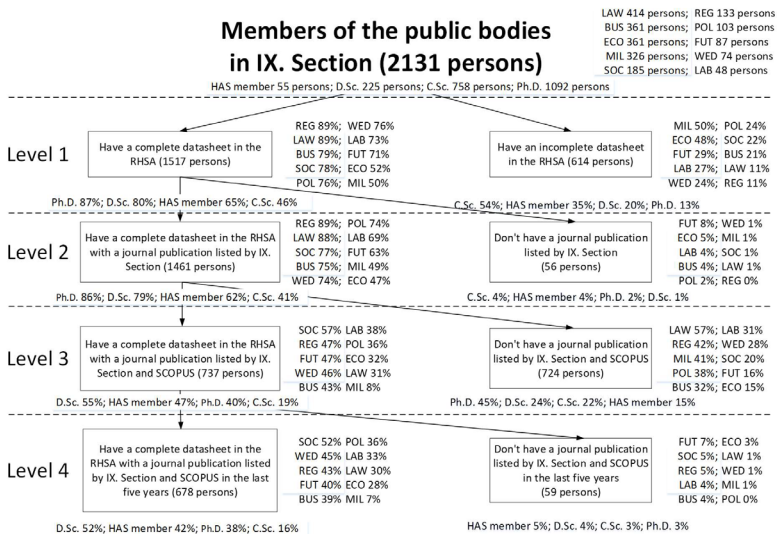 Members of the public bodies
in IX. Section (2131 persons)
LAW 414 persons; REG 133 persons
BUS 361 persons; POL 103 persons
ECO 361 persons; FUT 87 persons
MIL 326 persons; WED 74 persons
SOC 185 persons; LAB 48 persons
HAS member 55 persons; D.Sc. 225 persons; C.Sc. 758 persons; Ph.D. 1092 persons
Level 1
Have a complete datasheet in the
RHSA (1517 persons)
REG 89%; WED 76%
LAW 89%; LAB 73%
BUS 79%; FUT 71%
SOC 78%; ECO 52%
POL 76%; MIL 50%
Have an incomplete datasheet
in the RHSA (614 persons)
MIL 50%; POL 24%
ECO 48%; SOC 22%
FUT 29%; BUS 21%
LAB 27%; LAW 11%
WED 24%; REG 11%
Ph.D. 87%; D.Sc. 80%; HAS member 65%; C.Sc. 46%
C.Sc. 54%; HAS member 35%; D.Sc. 20%; Ph.D. 13%
Level 2
Have a complete datasheet in the RHSA
with a journal publication listed by IX.
Section (1461 persons)
REG 89%; POL 74%
LAW 88%; LAB 69%
SOC 77%; FUT 63%
BUS 75%; MIL 49%
WED 74%; ECO 47%
Don't have a journal publication
listed by IX. Section
(56 persons)
FUT 8%; WED 1%
ECO 5%; MIL 1%
LAB 4%; SOC 1%
BUS 4%; LAW 1%
POL 2%; REG 0%
Ph.D. 86%; D.Sc. 79%; HAS member 62%; C.Sc. 41%
C.Sc. 4%; HAS member 4%; Ph.D. 2%; D.Sc. 1%
Level 3
Have a complete datasheet in the RHSA
with a journal publication listed by IX.
Section and SCOPUS (737 persons)
SOC 57% LAB 38%
REG 47% POL 36%
FUT 47% ECO 32%
WED 46% LAW 31%
BUS 43% MIL 8%
Don't have a journal publication
listed by IX. Section and SCOPUS
(724 persons)
LAW 57%; LAB 31%
REG 42%; WED 28%
MIL 41%; SOC 20%
POL 38%; FUT 16%
BUS 32%; ECO 15%
D.Sc. 55%; HAS member 47%; Ph.D. 40%; C.Sc. 19%
Ph.D. 45%; D.Sc. 24%; C.Sc. 22%; HAS member 15%
Level 4
Have a complete datasheet in the
RHSA with a journal publication listed
by IX. Section and SCOPUS in the last
five years (678 persons)
SOC 52% POL 36%
WED 45% LAB 33%
REG 43% LAW 30%
FUT 40% ECO 28%
BUS 39% MIL 7%
Don't have a journal publication
listed by IX. Section and SCOPUS
in the last five years
(59 persons)
FUT 7%; ECO 3%
SOC 5%; LAW 1%
REG 5%; WED 1%
LAB 4%; MIL 1%
BUS 4%; POL 0%
D.Sc. 52%; HAS member 42%; Ph.D. 38%; C.Sc. 16%
HAS member 5%; D.Sc. 4%; C.Sc. 3%; Ph.D. 3%